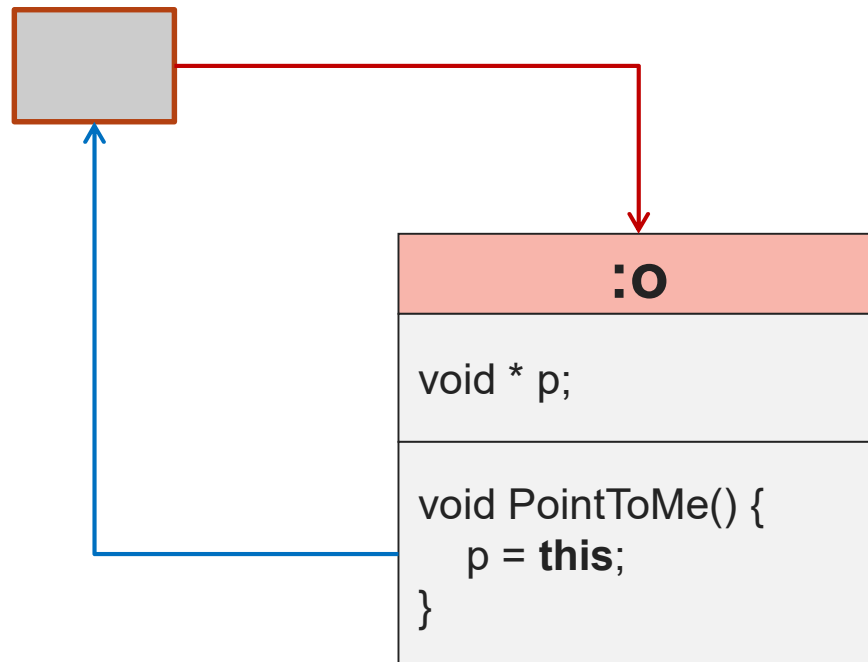 :o
void * p;
void PointToMe() {
p = this;
}